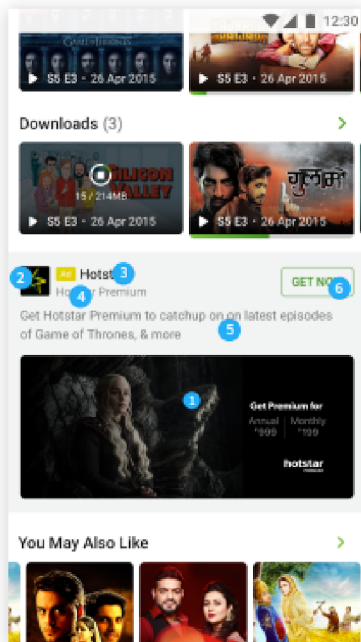 12:30
GAME OF THRONES
S5 E3 • 26 Apr 2015
S5 E3 • 26 Apr 2015
Downloads (3)
SILICON
VALLEY
15 / 214MB
गुलाम
S5 E3 • 26 Apr 2015
S5 E3 • 26 Apr 2015
2
Ad
Hotst
3
GET NO
6
4
Premium
Get Hotstar Premium to catchup on on latest episodes
of Game of Thrones, & more
5
1
Get Premium for
Annual | Monthly
₹999 | ₹199
hotstar
PREMIUM
You May Also Like